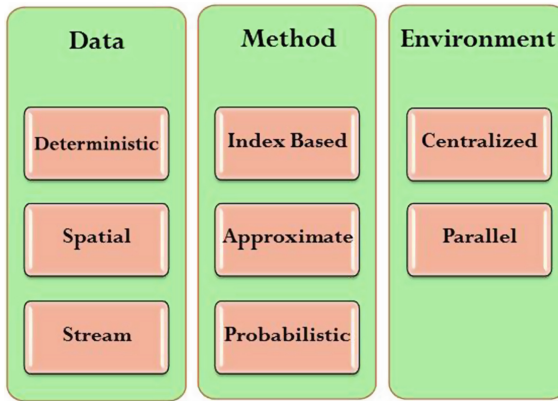 Data
Deterministic
Spatial
Stream
Method
Index Based
Approximate
Probabilistic
Environment
Centralized
Parallel